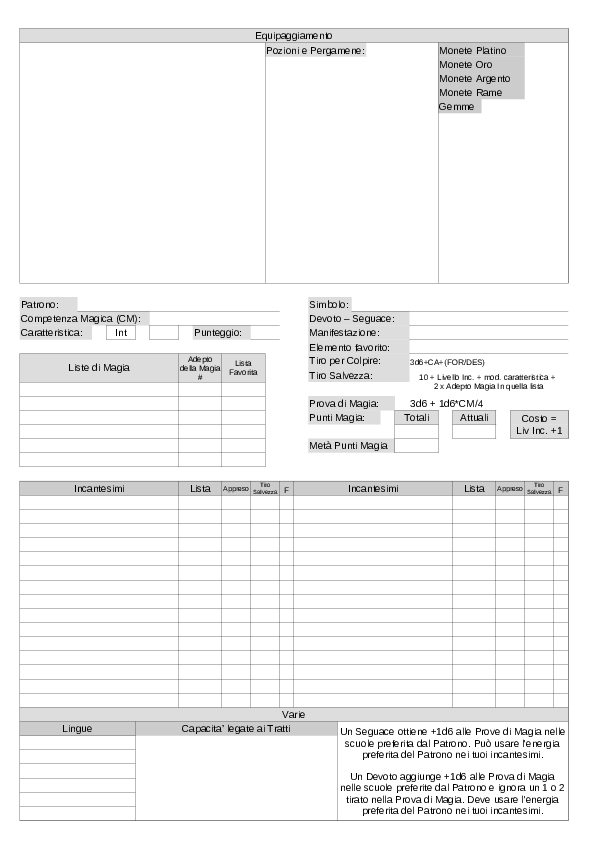 Equipaggiamento
Pozioni e Pergamene:
Monete Platino
Monete Oro
Monete Argento
Monete Rame
Gemme
Patrono:
Competenza Magica (CM):
Caratteristica: Int Punteggio:
Simbolo:
Devoto – Seguace:
Manifestazione:
Elemento favorito:
Tiro per Colpire: 3d6+CA+(FOR/DES)
Tiro Salvezza: 10 + Livello Inc. + mod. caratteristica +
2 x Adepto Magia In quella lista
Liste di Magia
Adepto
della Magia
#
Lista
Favorita
Prova di Magia: 3d6 + 1d6*CM/4
Punti Magia: Totali Attuali
Costo =
Liv Inc. +1
Metà Punti Magia
Incantesimi Lista Appreso Tiro Salvezza F Incantesimi Lista Appreso Tiro Salvezza F
Varie
Lingue Capacita' legate ai Tratti
Un Seguace ottiene +1d6 alle Prove di Magia nelle
scuole preferita dal Patrono. Può usare l'energia
preferita del Patrono nei tuoi incantesimi.
Un Devoto aggiunge +1d6 alle Prova di Magia
nelle scuole preferite dal Patrono e ignora un 1 o 2
tirato nella Prova di Magia. Deve usare l'energia
preferita del Patrono nei tuoi incantesimi.